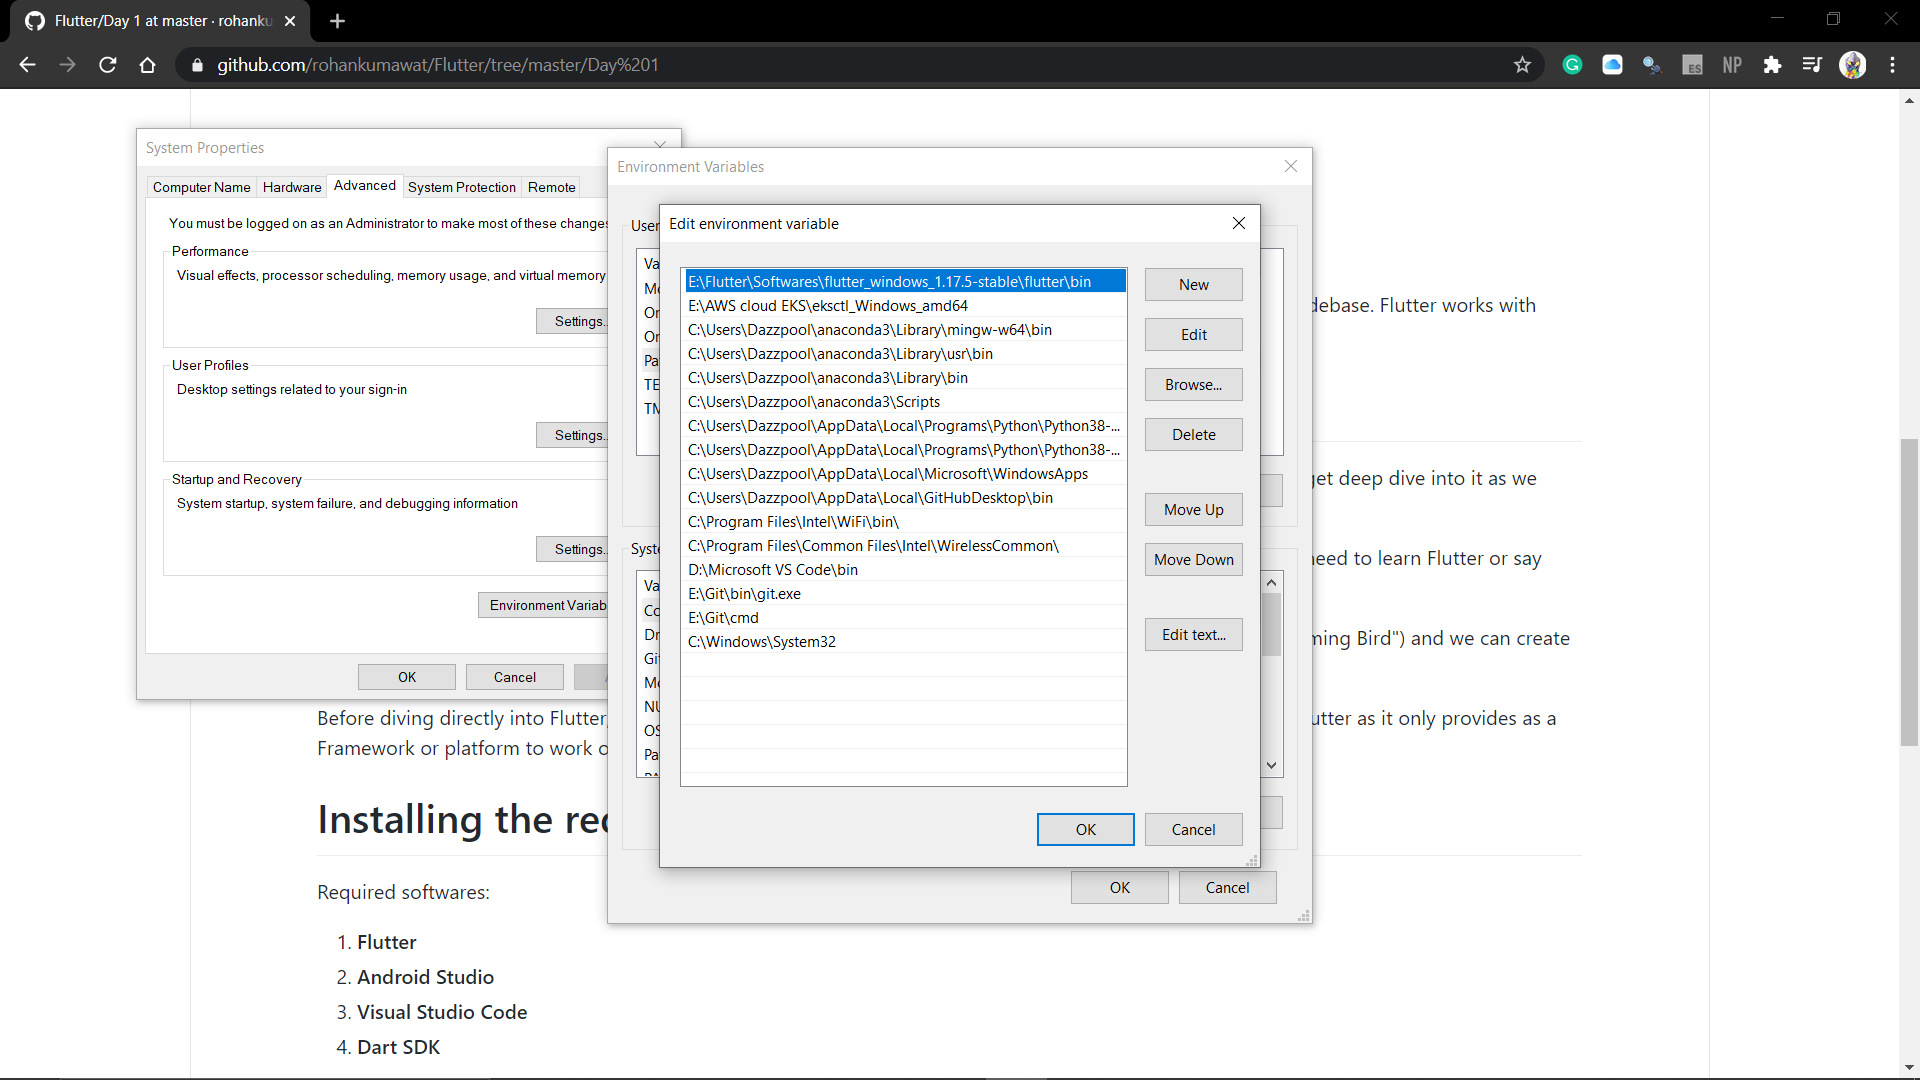 Flutter/Day 1 at master · rohanku
github.com/rohankumawat/Flutter/tree/master/Day%201
ES
NP
System Properties
Computer Name
Hardware
Advanced
System Protection
Remote
You must be logged on as an Administrator to make most of these changes
Performance
Visual effects, processor scheduling, memory usage, and virtual memory
Settings..
User Profiles
Desktop settings related to your sign-in
Settings..
Startup and Recovery
System startup, system failure, and debugging information
Settings..
Environment Variab
OK
Cancel
Environment Variables
User
Va
Or
Or
Pa
TE
Syste
Va
Co
Dr
Git
NU
OS
Pa
OK
Cancel
Edit environment variable
E:\Flutter\Softwares\flutter_windows_1.17.5-stable\flutter\bin
E:\AWS cloud EKS\eksctl_Windows_amd64
C:\Users\Dazzpool\anaconda3\Library\mingw-w64\bin
C:\Users\Dazzpool\anaconda3\Library\usr\bin
C:\Users\Dazzpool\anaconda3\Library\bin
C:\Users\Dazzpool\anaconda3\Scripts
C:\Users\Dazzpool\AppData\Local\Programs\Python\Python38-...
C:\Users\Dazzpool\AppData\Local\Programs\Python\Python38-...
C:\Users\Dazzpool\AppData\Local\Microsoft\WindowsApps
C:\Users\Dazzpool\AppData\Local\GitHubDesktop\bin
C:\Program Files\Intel\WiFi\bin\
C:\Program Files\Common Files\Intel\WirelessCommon\
D:\Microsoft VS Code\bin
E:\Git\bin\git.exe
E:\Git\cmd
C:\Windows\System32
New
Edit
Browse...
Delete
Move Up
Move Down
Edit text...
OK
Cancel
debase. Flutter works with
get deep dive into it as we
need to learn Flutter or say
ming Bird") and we can create
Before diving directly into Flutter, utter as it only provides as a
Framework or platform to work o
Installing the rec
Required softwares:
1. Flutter
2. Android Studio
3. Visual Studio Code
4. Dart SDK